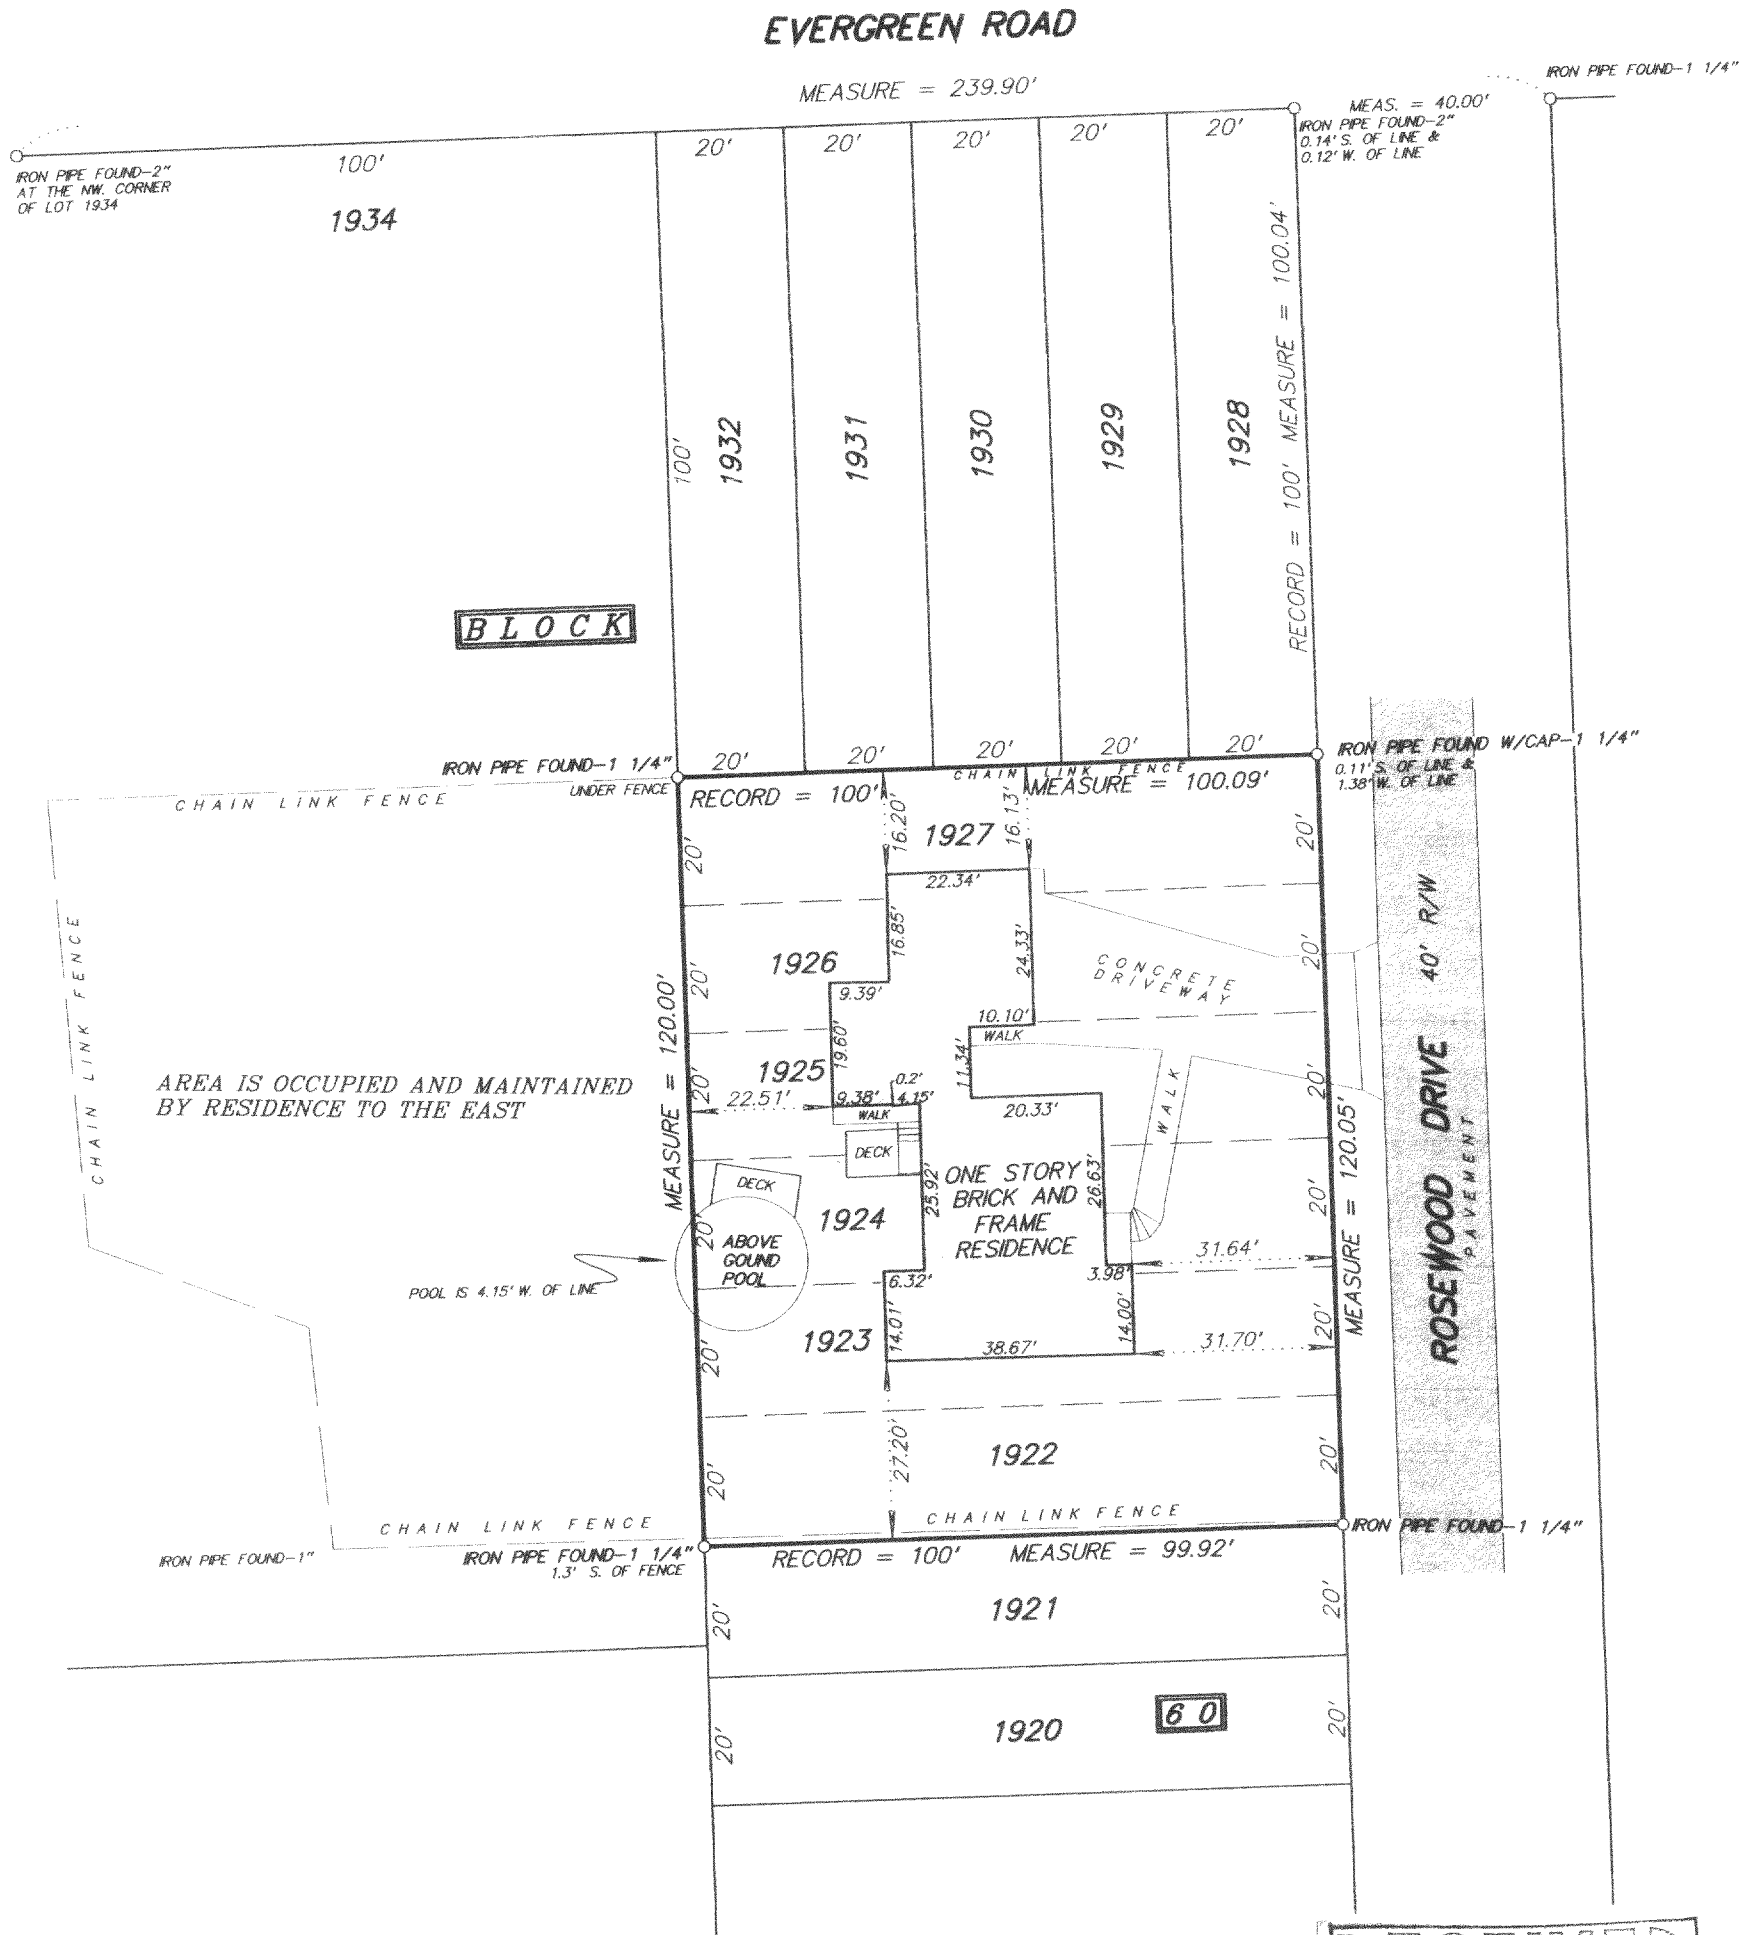 EVERGREEN ROAD
MEASURE = 239.90'
IRON PIPE FOUND-1 1/4"
MEAS. = 40.00'
IRON PIPE FOUND-2"
0.14' S. OF LINE &
0.12' W. OF LINE
100'
20'
20'
20'
20'
20'
IRON PIPE FOUND-2"
AT THE NW. CORNER
OF LOT 1934
1934
100'
1932
1931
1930
1929
1928
RECORD = 100' MEASURE = 100.04'
BLOCK
20'
20'
20'
20'
20'
IRON PIPE FOUND-1 1/4"
UNDER FENCE
CHAIN LINK FENCE
IRON PIPE FOUND W/CAP-1 1/4"
0.11' S. OF LINE &
1.38' W. OF LINE
CHAIN LINK FENCE
RECORD = 100'
MEASURE = 100.09'
16.20'
16.13'
1927
20'
20'
22.34'
CHAIN LINK FENCE
16.85'
24.33'
1926
20'
20'
9.39'
CONCRETE
DRIVEWAY
ROSEWOOD DRIVE 40' R/W
PAVEMENT
MEASURE = 120.00'
10.10'
WALK
19.60'
11.34'
1925
20'
20'
AREA IS OCCUPIED AND MAINTAINED
BY RESIDENCE TO THE EAST
22.51'
9.38'
0.2'
4.15'
WALK
20.33'
WALK
DECK
DECK
25.92'
26.63'
ONE STORY
BRICK AND
FRAME
RESIDENCE
1924
20'
20'
ABOVE
GOUND
POOL
POOL IS 4.15' W. OF LINE
31.64'
MEASURE = 120.05'
6.32'
3.98'
14.01'
14.00'
1923
20'
20'
38.67'
31.70'
27.20'
1922
20'
20'
CHAIN LINK FENCE
CHAIN LINK FENCE
IRON PIPE FOUND-1 1/4"
IRON PIPE FOUND-1"
IRON PIPE FOUND-1 1/4"
1.3' S. OF FENCE
RECORD = 100'
MEASURE = 99.92'
1921
20'
20'
1920
60
20'
20'